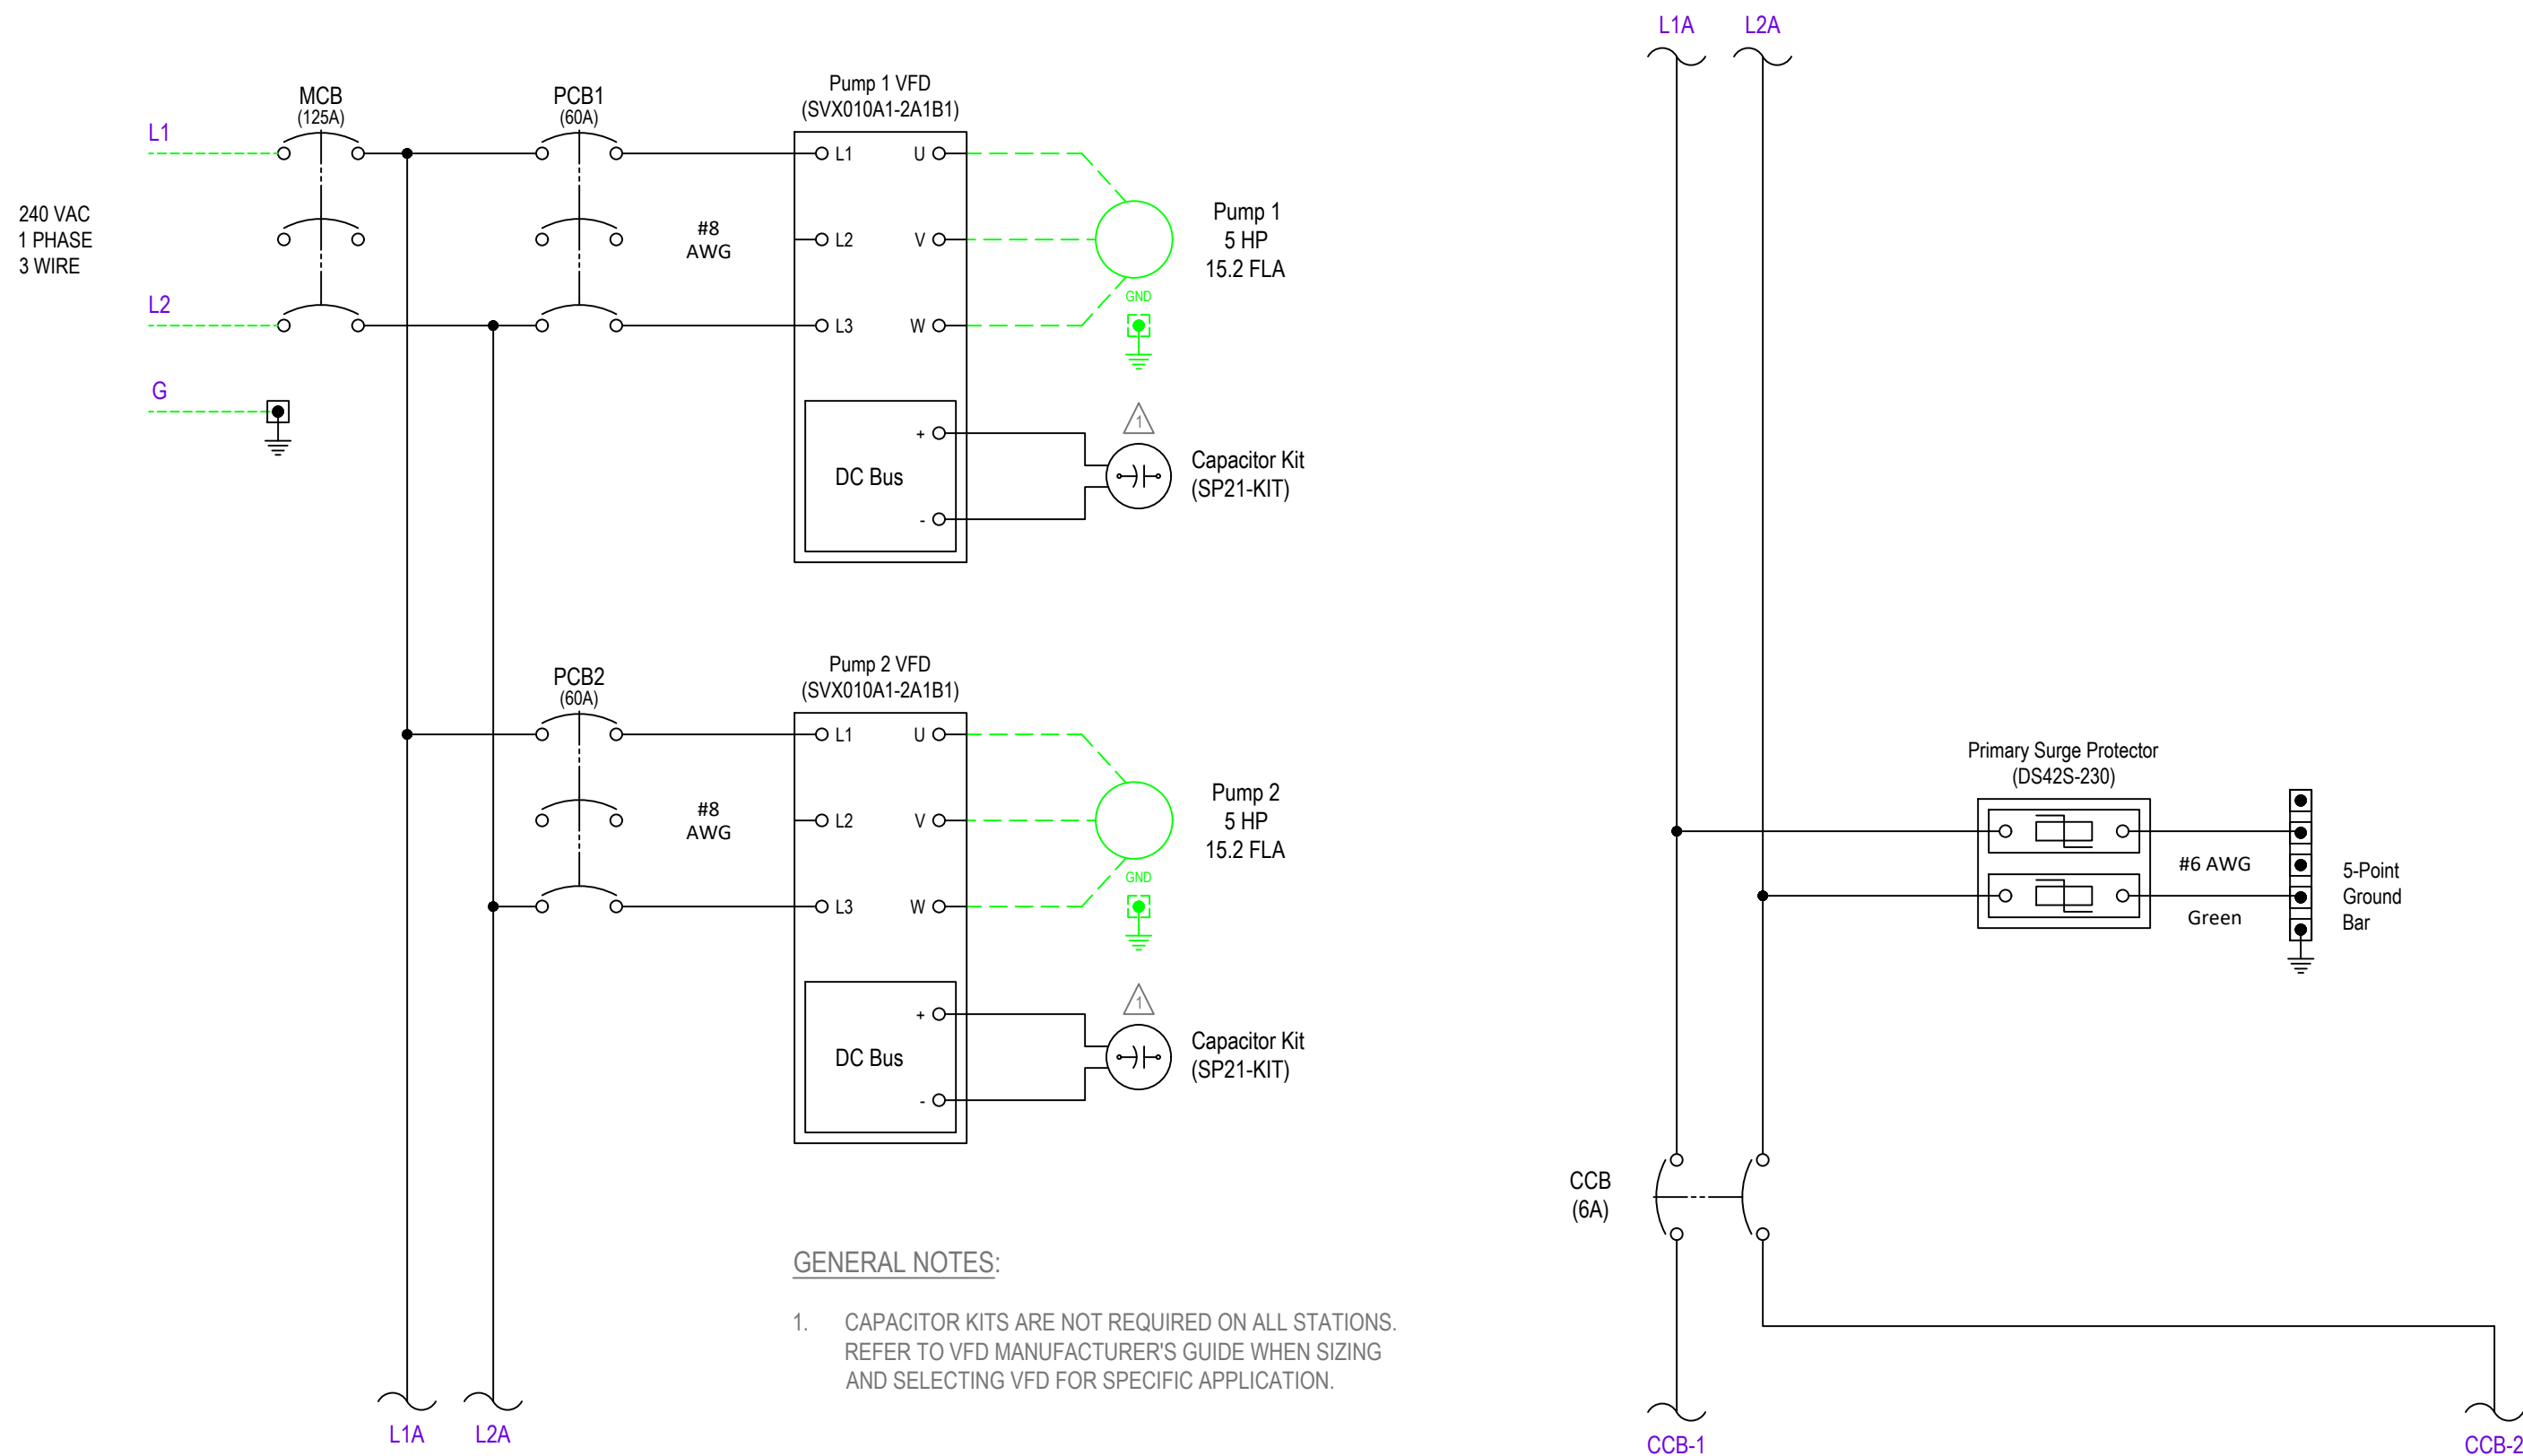 MCB
(125A)
L1
240 VAC
1 PHASE
3 WIRE
L2
G
PCB1
(60A)
#8
AWG
Pump 1 VFD
(SVX010A1-2A1B1)
L1
U
L2
V
L3
W
Pump 1
5 HP
15.2 FLA
GND
DC Bus
+
-
1
Capacitor Kit
(SP21-KIT)
PCB2
(60A)
#8
AWG
Pump 2 VFD
(SVX010A1-2A1B1)
L1
U
L2
V
L3
W
Pump 2
5 HP
15.2 FLA
GND
DC Bus
+
-
1
Capacitor Kit
(SP21-KIT)
GENERAL NOTES:
1. CAPACITOR KITS ARE NOT REQUIRED ON ALL STATIONS.
REFER TO VFD MANUFACTURER'S GUIDE WHEN SIZING
AND SELECTING VFD FOR SPECIFIC APPLICATION.
L1A
L2A
L1A
L2A
Primary Surge Protector
(DS42S-230)
#6 AWG
Green
5-Point
Ground
Bar
CCB
(6A)
CCB-1
CCB-2